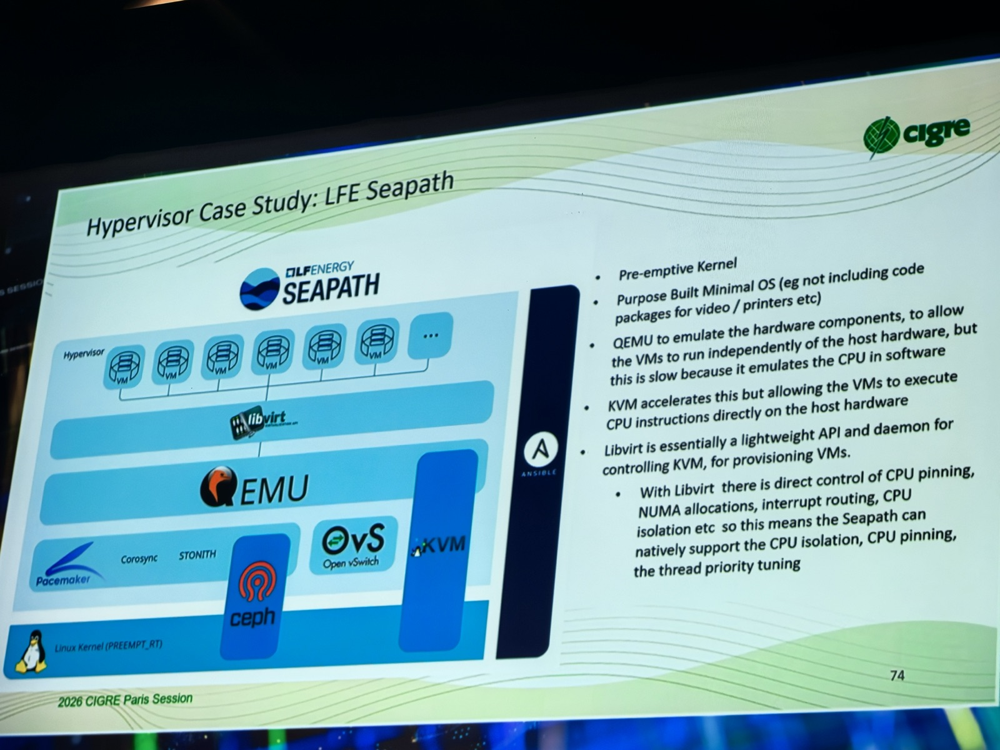 cigre
Hypervisor Case Study: LFE Seapath
LFENERGY
SEAPATH
Hypervisor
VM VM VM VM VM VM ...
libvirt
QEMU
Pacemaker
Corosync
STONITH
ceph
OvS
Open vSwitch
KVM
Linux Kernel (PREEMPT_RT)
A
ANSIBLE
• Pre-emptive Kernel
• Purpose Built Minimal OS (eg not including code
packages for video / printers etc)
• QEMU to emulate the hardware components, to allow
the VMs to run independently of the host hardware, but
this is slow because it emulates the CPU in software
• KVM accelerates this but allowing the VMs to execute
CPU instructions directly on the host hardware
• Libvirt is essentially a lightweight API and daemon for
controlling KVM, for provisioning VMs.
• With Libvirt there is direct control of CPU pinning,
NUMA allocations, interrupt routing, CPU
isolation etc so this means the Seapath can
natively support the CPU isolation, CPU pinning,
the thread priority tuning
74
2026 CIGRE Paris Session